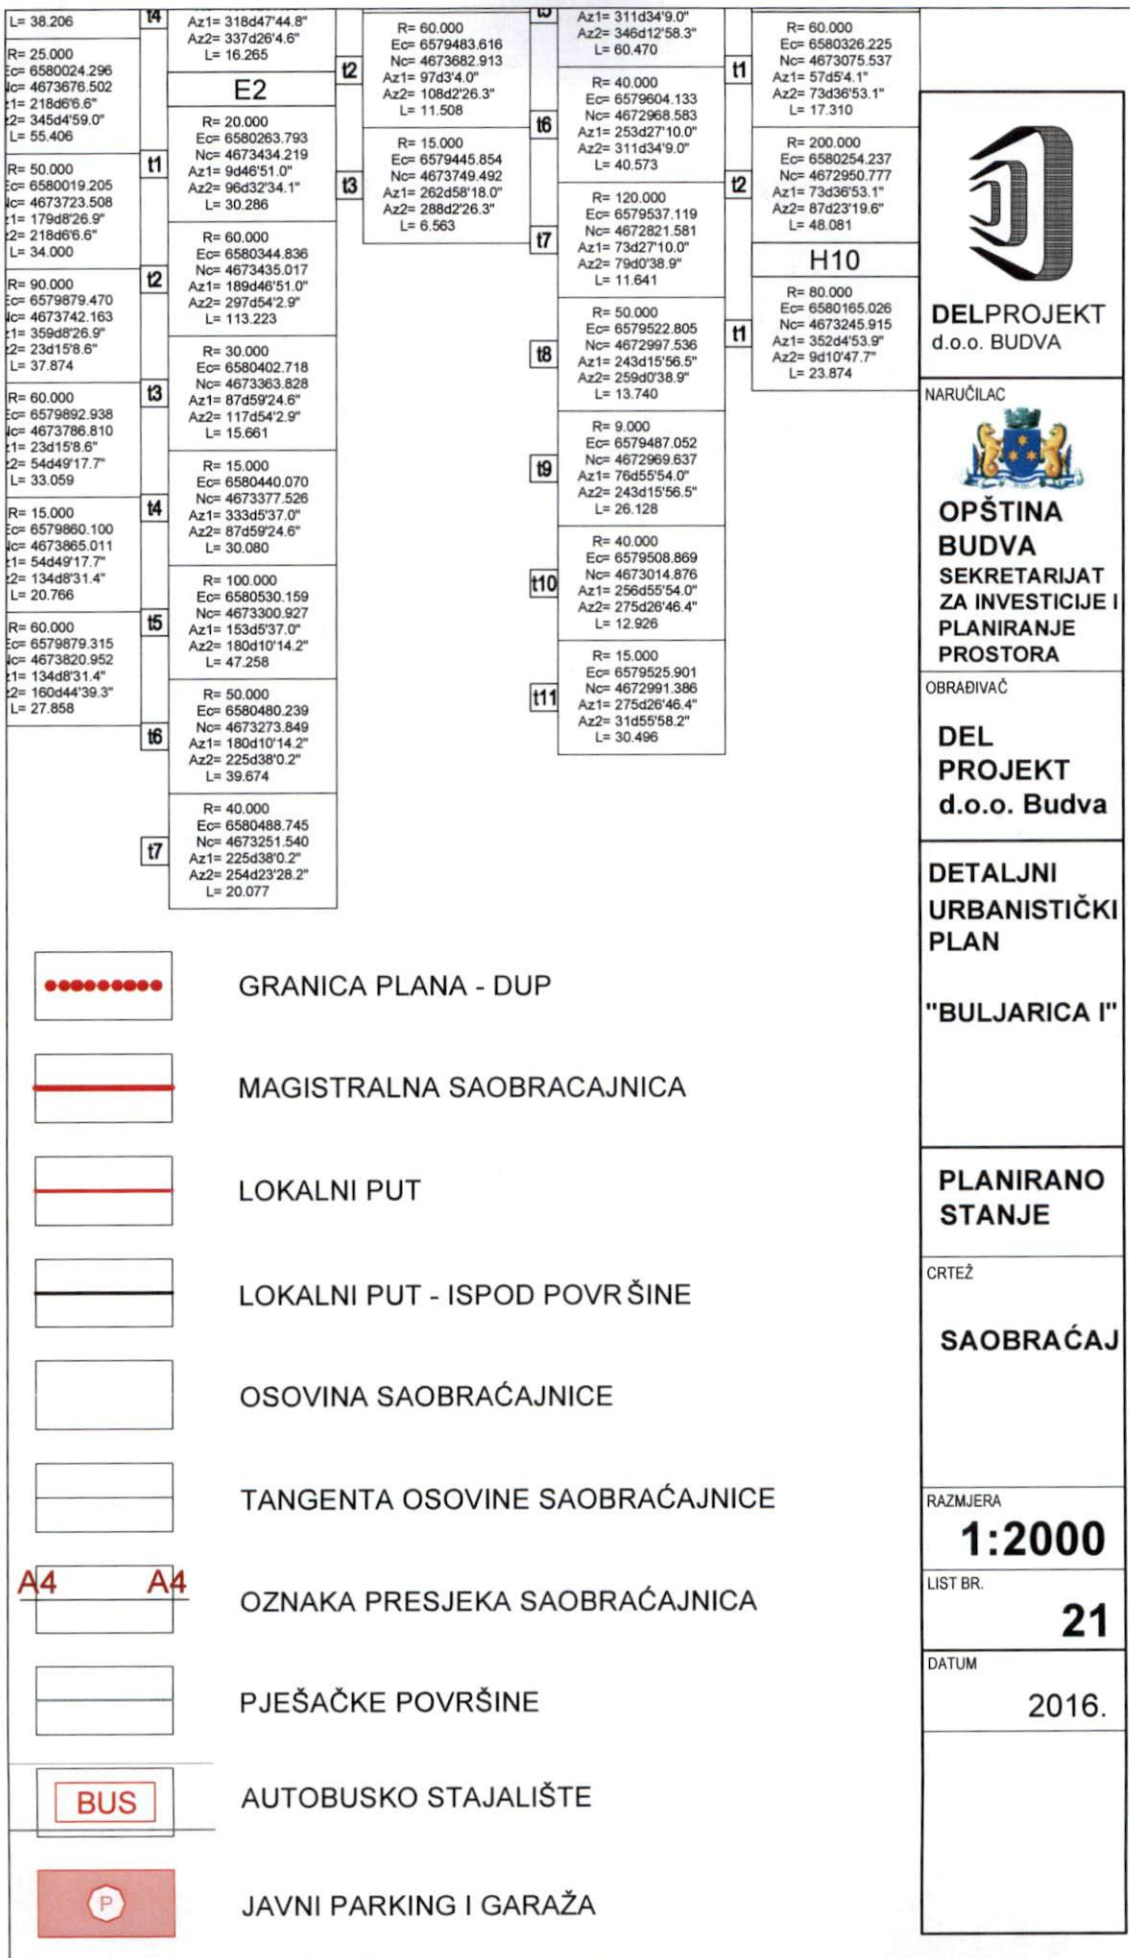 L= 38.206
R= 25.000
Ec= 6580024.296
Nc= 4673676.502
z1= 218d6'6.6"
z2= 345d4'59.0"
L= 55.406
R= 50.000
Ec= 6580019.205
Nc= 4673723.508
z1= 179d8'26.9"
z2= 218d6'6.6"
L= 34.000
R= 90.000
Ec= 6579879.470
Nc= 4673742.163
z1= 359d8'26.9"
z2= 23d15'8.6"
L= 37.874
R= 60.000
Ec= 6579892.938
Nc= 4673786.810
z1= 23d15'8.6"
z2= 54d49'17.7"
L= 33.059
R= 15.000
Ec= 6579860.100
Nc= 4673865.011
z1= 54d49'17.7"
z2= 134d8'31.4"
L= 20.766
R= 60.000
Ec= 6579879.315
Nc= 4673820.952
z1= 134d8'31.4"
z2= 160d44'39.3"
L= 27.858
t4
Az1= 318d47'44.8"
Az2= 337d26'4.6"
L= 16.265
E2
t1
R= 20.000
Ec= 6580263.793
Nc= 4673434.219
Az1= 9d46'51.0"
Az2= 96d32'34.1"
L= 30.286
t2
R= 60.000
Ec= 6580344.836
Nc= 4673435.017
Az1= 189d46'51.0"
Az2= 297d54'2.9"
L= 113.223
t3
R= 30.000
Ec= 6580402.718
Nc= 4673363.828
Az1= 87d59'24.6"
Az2= 117d54'2.9"
L= 15.661
t4
R= 15.000
Ec= 6580440.070
Nc= 4673377.526
Az1= 333d5'37.0"
Az2= 87d59'24.6"
L= 30.080
t5
R= 100.000
Ec= 6580530.159
Nc= 4673300.927
Az1= 153d5'37.0"
Az2= 180d10'14.2"
L= 47.258
t6
R= 50.000
Ec= 6580480.239
Nc= 4673273.849
Az1= 180d10'14.2"
Az2= 225d38'0.2"
L= 39.674
t7
R= 40.000
Ec= 6580488.745
Nc= 4673251.540
Az1= 225d38'0.2"
Az2= 254d23'28.2"
L= 20.077
t2
R= 60.000
Ec= 6579483.616
Nc= 4673682.913
Az1= 97d3'4.0"
Az2= 108d2'26.3"
L= 11.508
t3
R= 15.000
Ec= 6579445.854
Nc= 4673749.492
Az1= 262d58'18.0"
Az2= 288d2'26.3"
L= 6.563
t5
Az1= 311d34'9.0"
Az2= 346d12'58.3"
L= 60.470
t6
R= 40.000
Ec= 6579604.133
Nc= 4672968.583
Az1= 253d27'10.0"
Az2= 311d34'9.0"
L= 40.573
t7
R= 120.000
Ec= 6579537.119
Nc= 4672821.581
Az1= 73d27'10.0"
Az2= 79d0'38.9"
L= 11.641
t8
R= 50.000
Ec= 6579522.805
Nc= 4672997.536
Az1= 243d15'56.5"
Az2= 259d0'38.9"
L= 13.740
t9
R= 9.000
Ec= 6579487.052
Nc= 4672969.637
Az1= 76d55'54.0"
Az2= 243d15'56.5"
L= 26.128
t10
R= 40.000
Ec= 6579508.869
Nc= 4673014.876
Az1= 256d55'54.0"
Az2= 275d26'46.4"
L= 12.926
t11
R= 15.000
Ec= 6579525.901
Nc= 4672991.386
Az1= 275d26'46.4"
Az2= 31d55'58.2"
L= 30.496
t1
R= 60.000
Ec= 6580326.225
Nc= 4673075.537
Az1= 57d5'4.1"
Az2= 73d36'53.1"
L= 17.310
t2
R= 200.000
Ec= 6580254.237
Nc= 4672950.777
Az1= 73d36'53.1"
Az2= 87d23'19.6"
L= 48.081
H10
t1
R= 80.000
Ec= 6580165.026
Nc= 4673245.915
Az1= 352d4'53.9"
Az2= 9d10'47.7"
L= 23.874
GRANICA PLANA - DUP
MAGISTRALNA SAOBRACAJNICA
LOKALNI PUT
LOKALNI PUT - ISPOD POVRŠINE
OSOVINA SAOBRAĆAJNICE
TANGENTA OSOVINE SAOBRAĆAJNICE
A4 A4
OZNAKA PRESJEKA SAOBRAĆAJNICA
PJEŠAČKE POVRŠINE
BUS
AUTOBUSKO STAJALIŠTE
P
JAVNI PARKING I GARAŽA
DELPROJEKT
d.o.o. BUDVA
NARUČILAC
OPŠTINA
BUDVA
SEKRETARIJAT
ZA INVESTICIJE I
PLANIRANJE
PROSTORA
OBRAĐIVAČ
DEL
PROJEKT
d.o.o. Budva
DETALJNI
URBANISTIČKI
PLAN
"BULJARICA I"
PLANIRANO
STANJE
CRTEŽ
SAOBRAĆAJ
RAZMJERA
1:2000
LIST BR.
21
DATUM
2016.